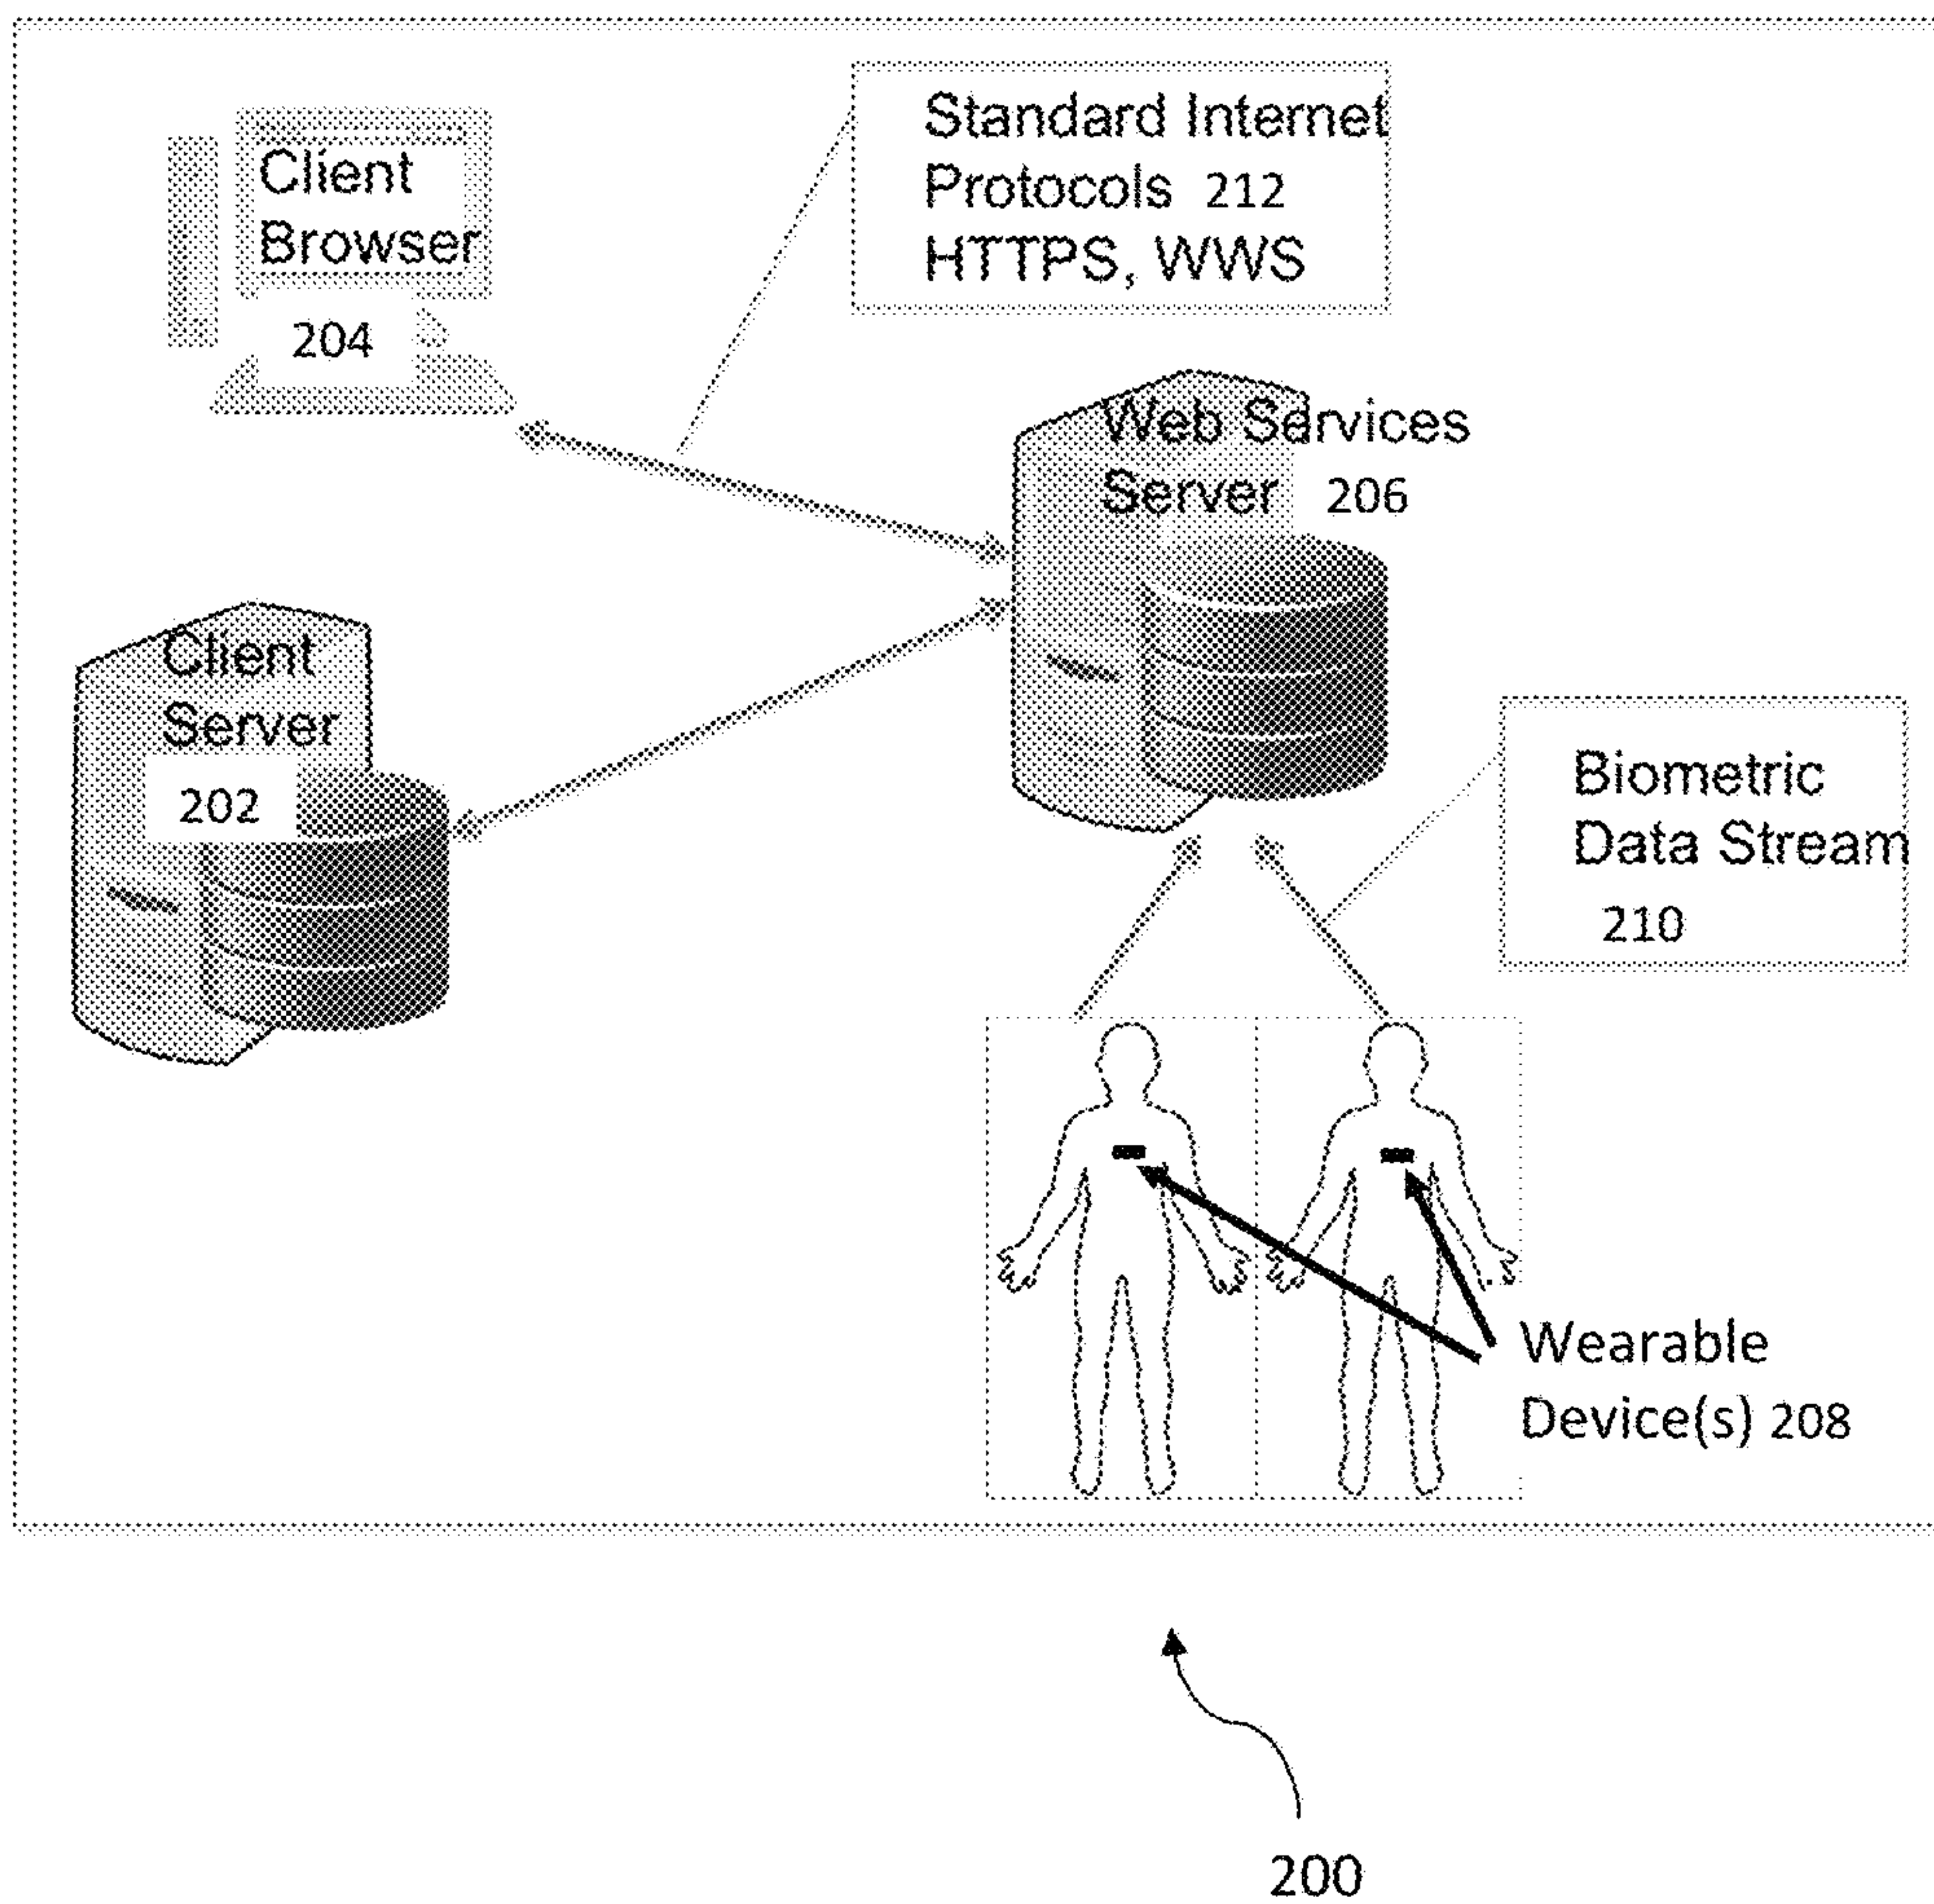 Client
Browser
204
Standard Internet
Protocols 212
HTTPS, WWS
Web Services
Server 206
Client
Server
202
Biometric
Data Stream
210
Wearable
Device(s) 208
200